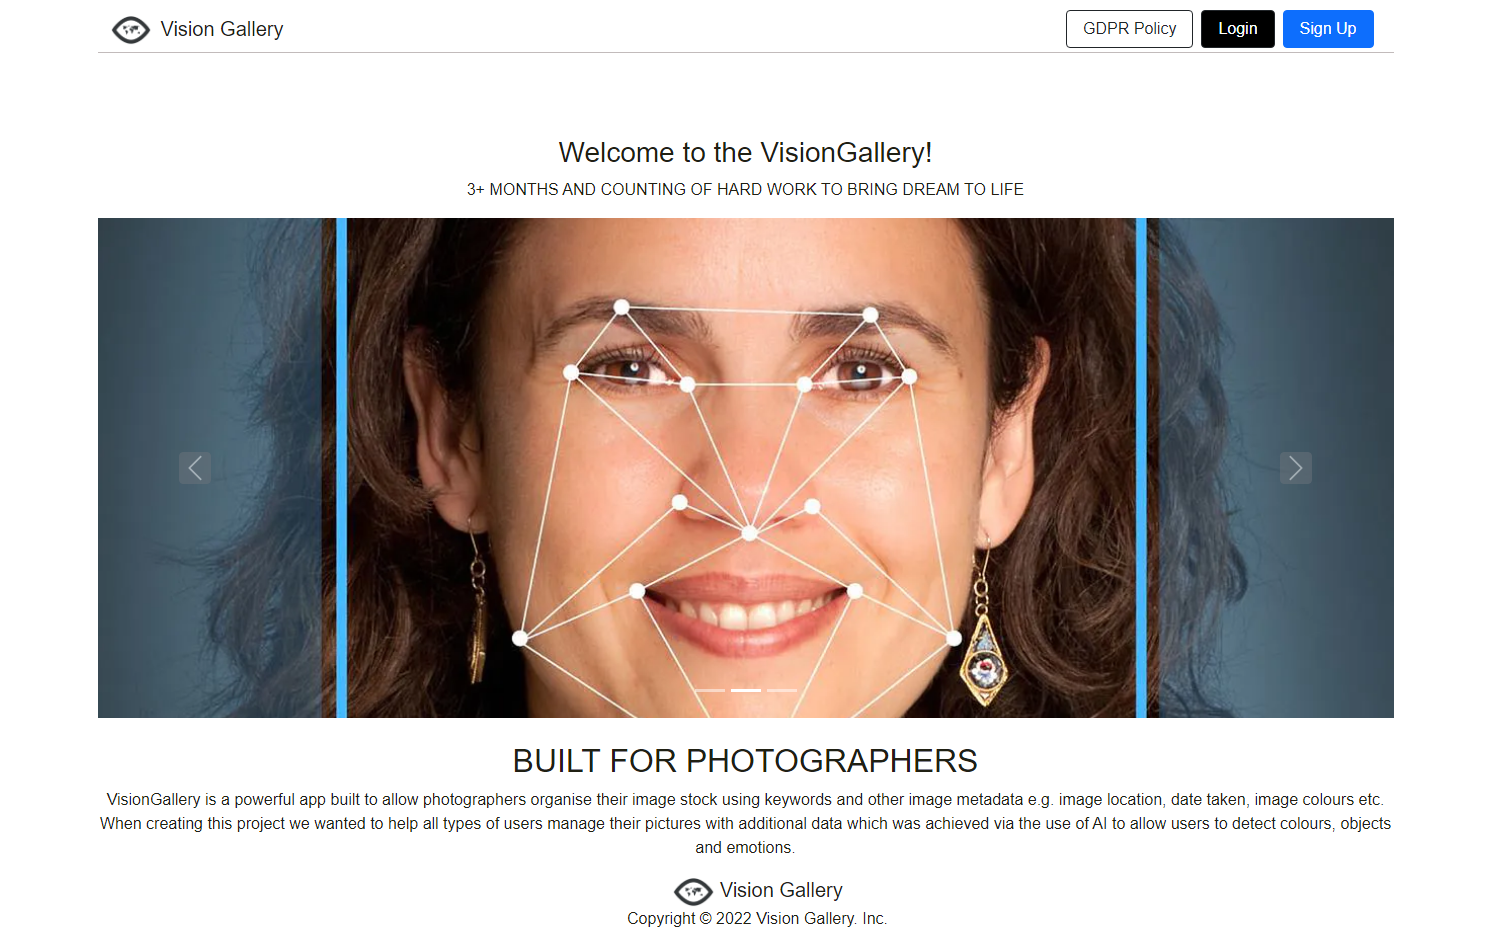 Vision Gallery
GDPR Policy
Login
Sign Up
Welcome to the VisionGallery!
3+ MONTHS AND COUNTING OF HARD WORK TO BRING DREAM TO LIFE
BUILT FOR PHOTOGRAPHERS
VisionGallery is a powerful app built to allow photographers organise their image stock using keywords and other image metadata e.g. image location, date taken, image colours etc.
When creating this project we wanted to help all types of users manage their pictures with additional data which was achieved via the use of AI to allow users to detect colours, objects
and emotions.
Vision Gallery
Copyright © 2022 Vision Gallery. Inc.